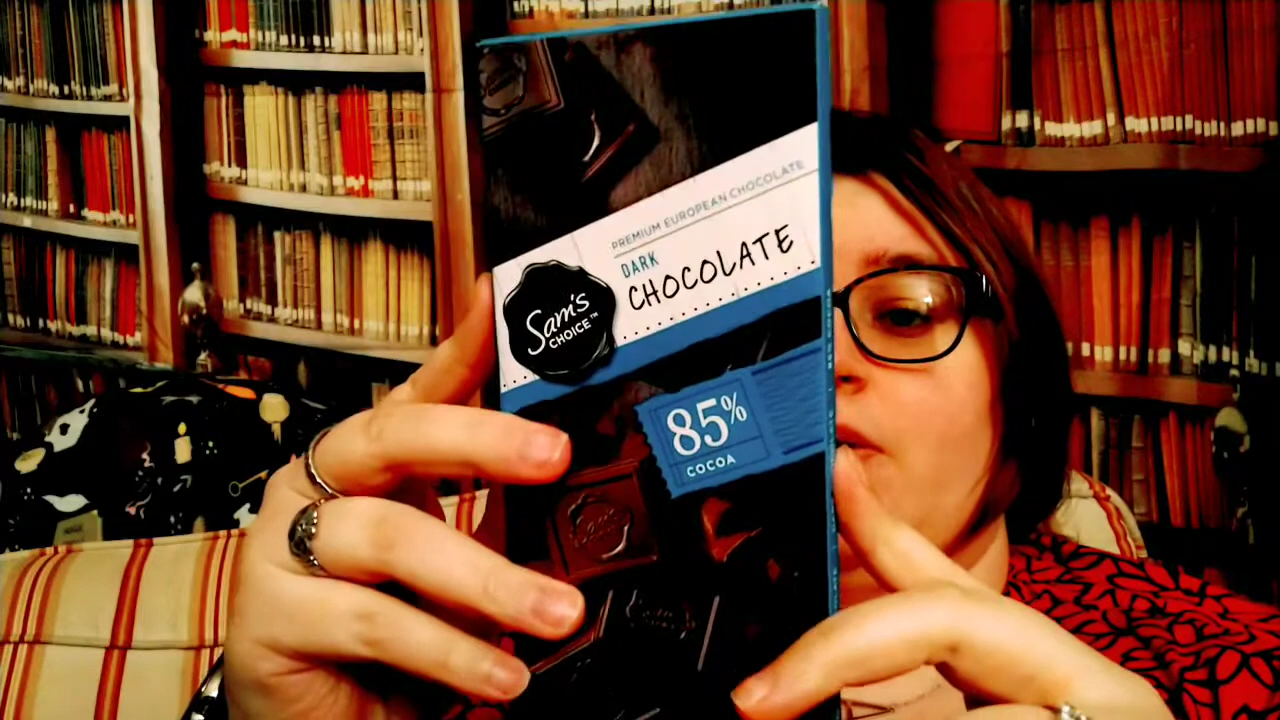 PREMIUM EUROPEAN CHOCOLATE
DARK
CHOCOLATE
Sam's
CHOICE™
85%
COCOA